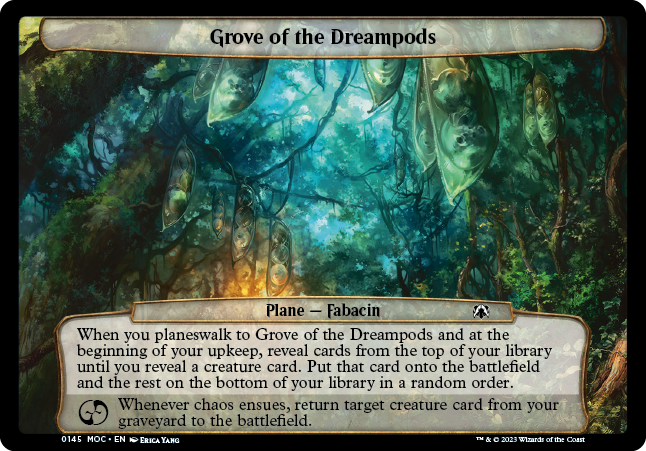 Grove of the Dreampods
Plane — Fabacin
When you planeswalk to Grove of the Dreampods and at the
beginning of your upkeep, reveal cards from the top of your library
until you reveal a creature card. Put that card onto the battlefield
and the rest on the bottom of your library in a random order.
Whenever chaos ensues, return target creature card from your
graveyard to the battlefield.
0145 MOC • EN Erica Yang ™ & © 2023 Wizards of the Coast